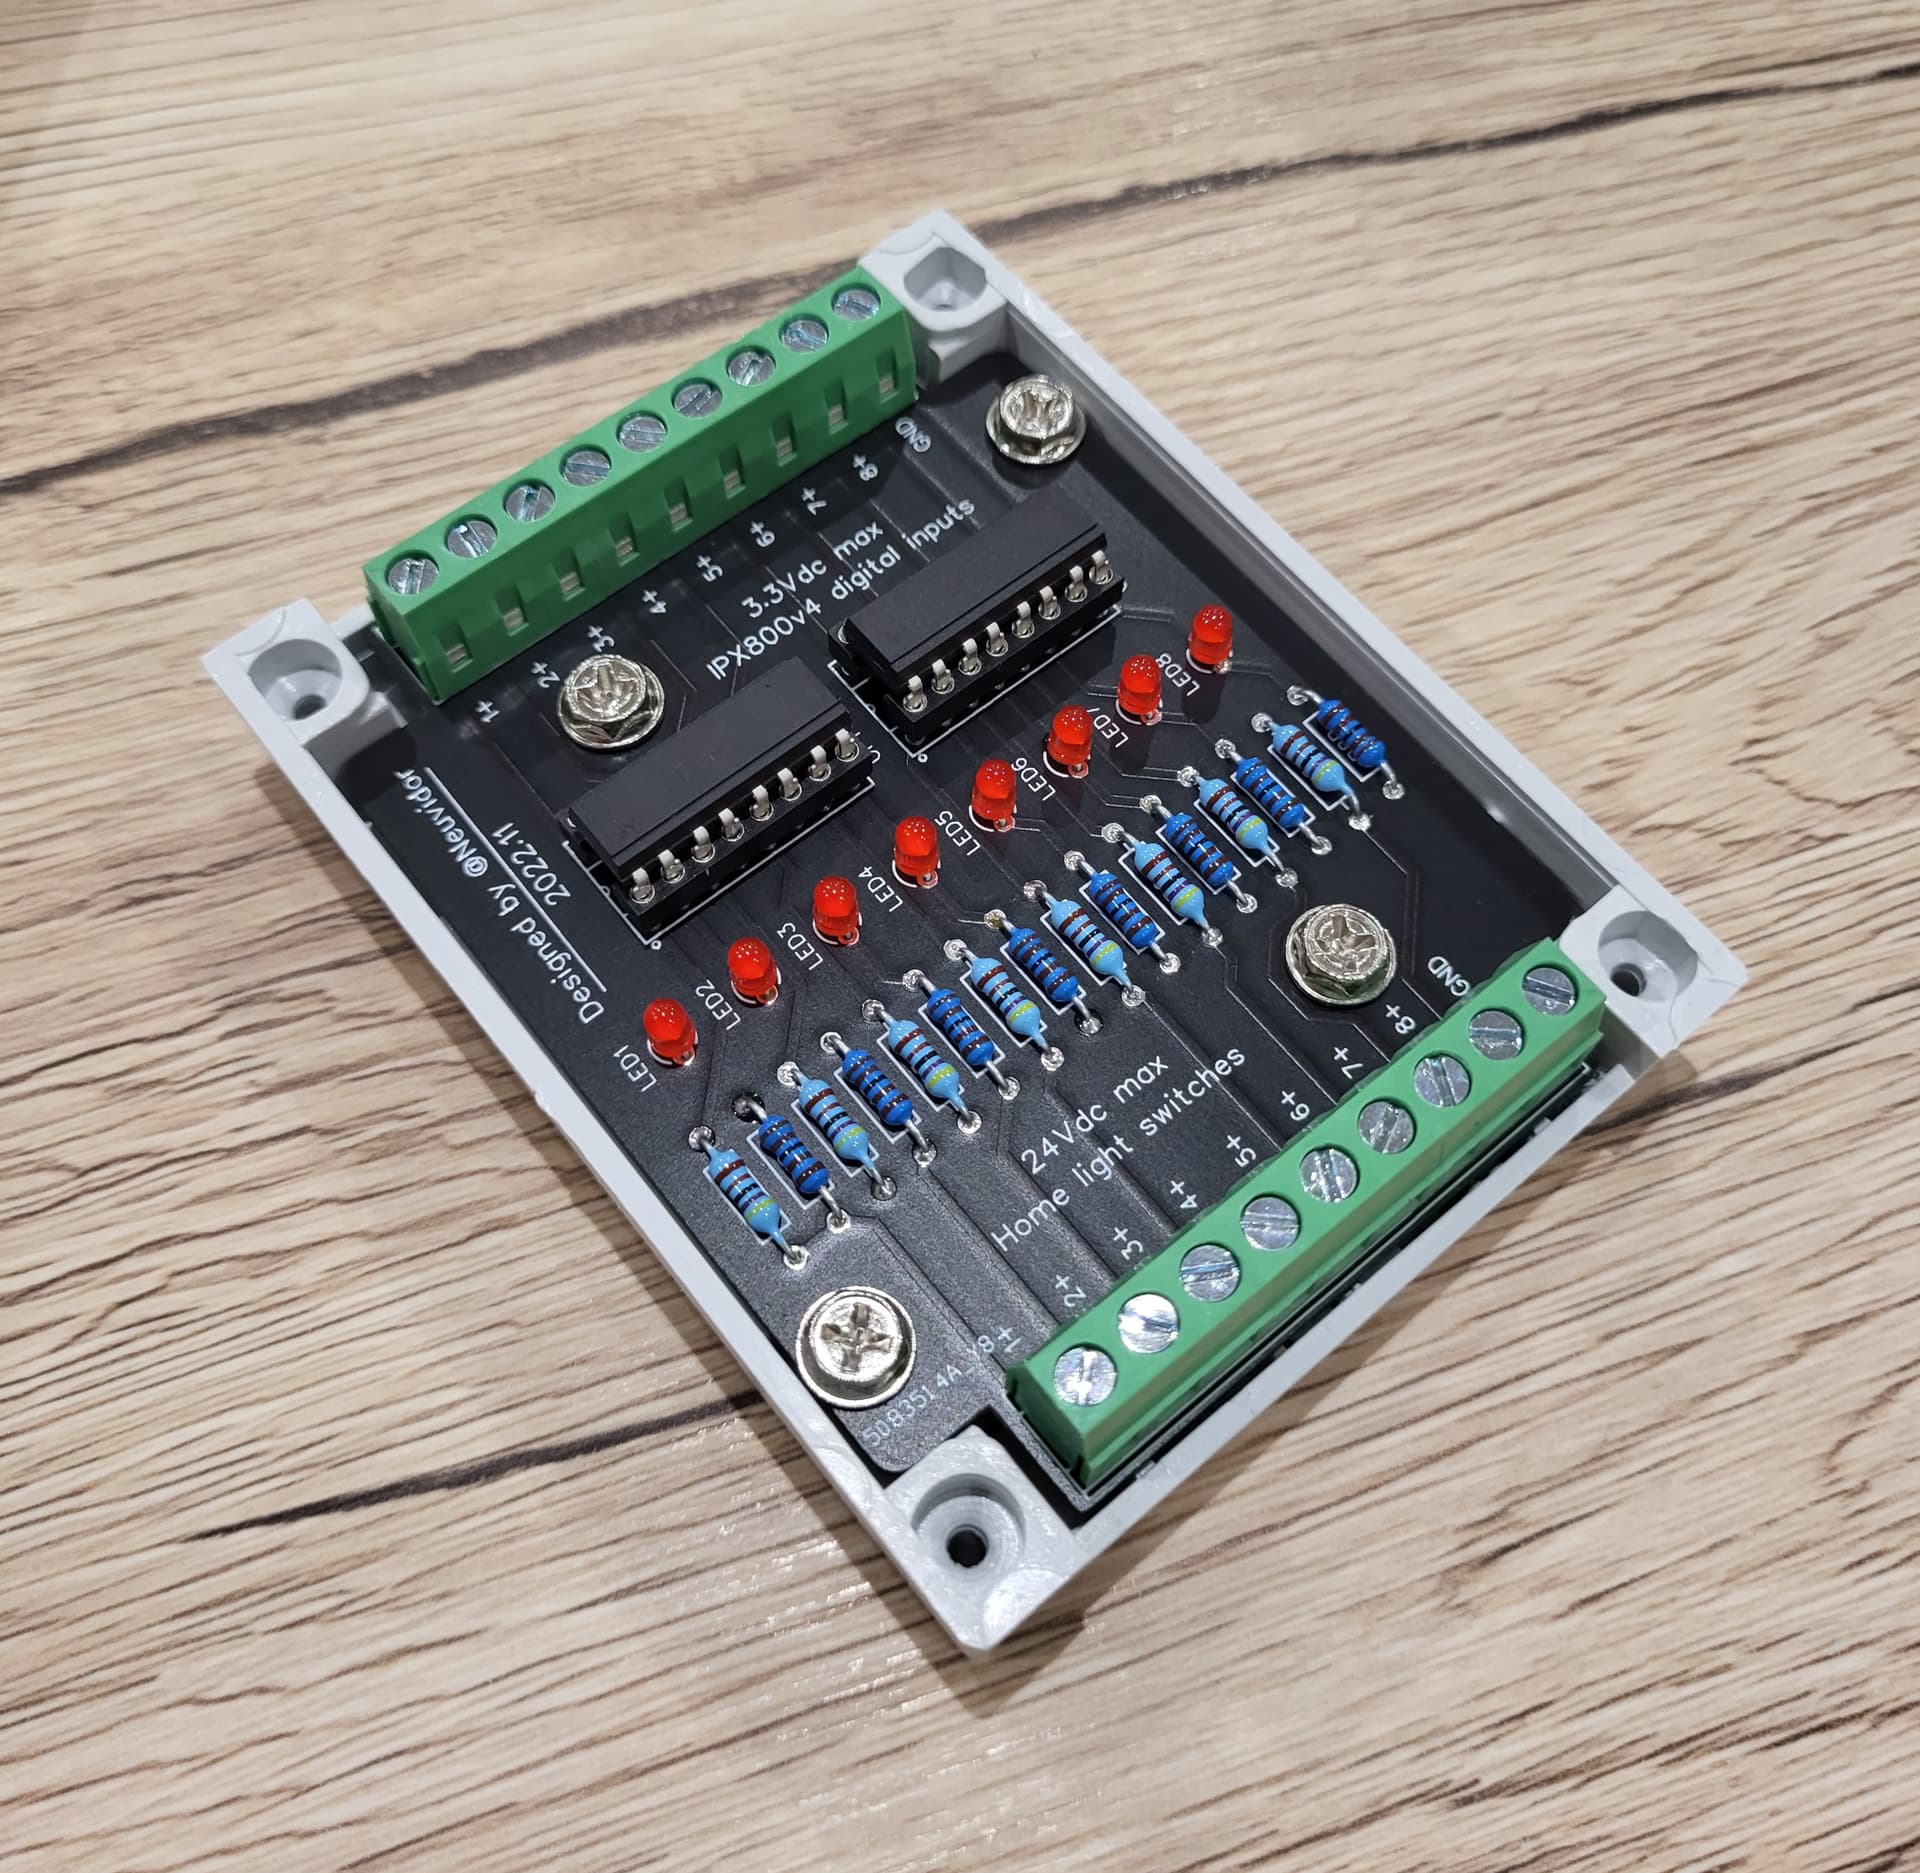 1+
2+
3+
4+
5+
6+
7+
8+
GND
3.3Vdc max
IPX800v4 digital inputs
Designed by @Neuvidor
2022.11
LED1
LED2
LED3
LED4
LED5
LED6
LED7
LED8
24Vdc max
Home light switches
1+
2+
3+
4+
5+
6+
7+
8+
GND